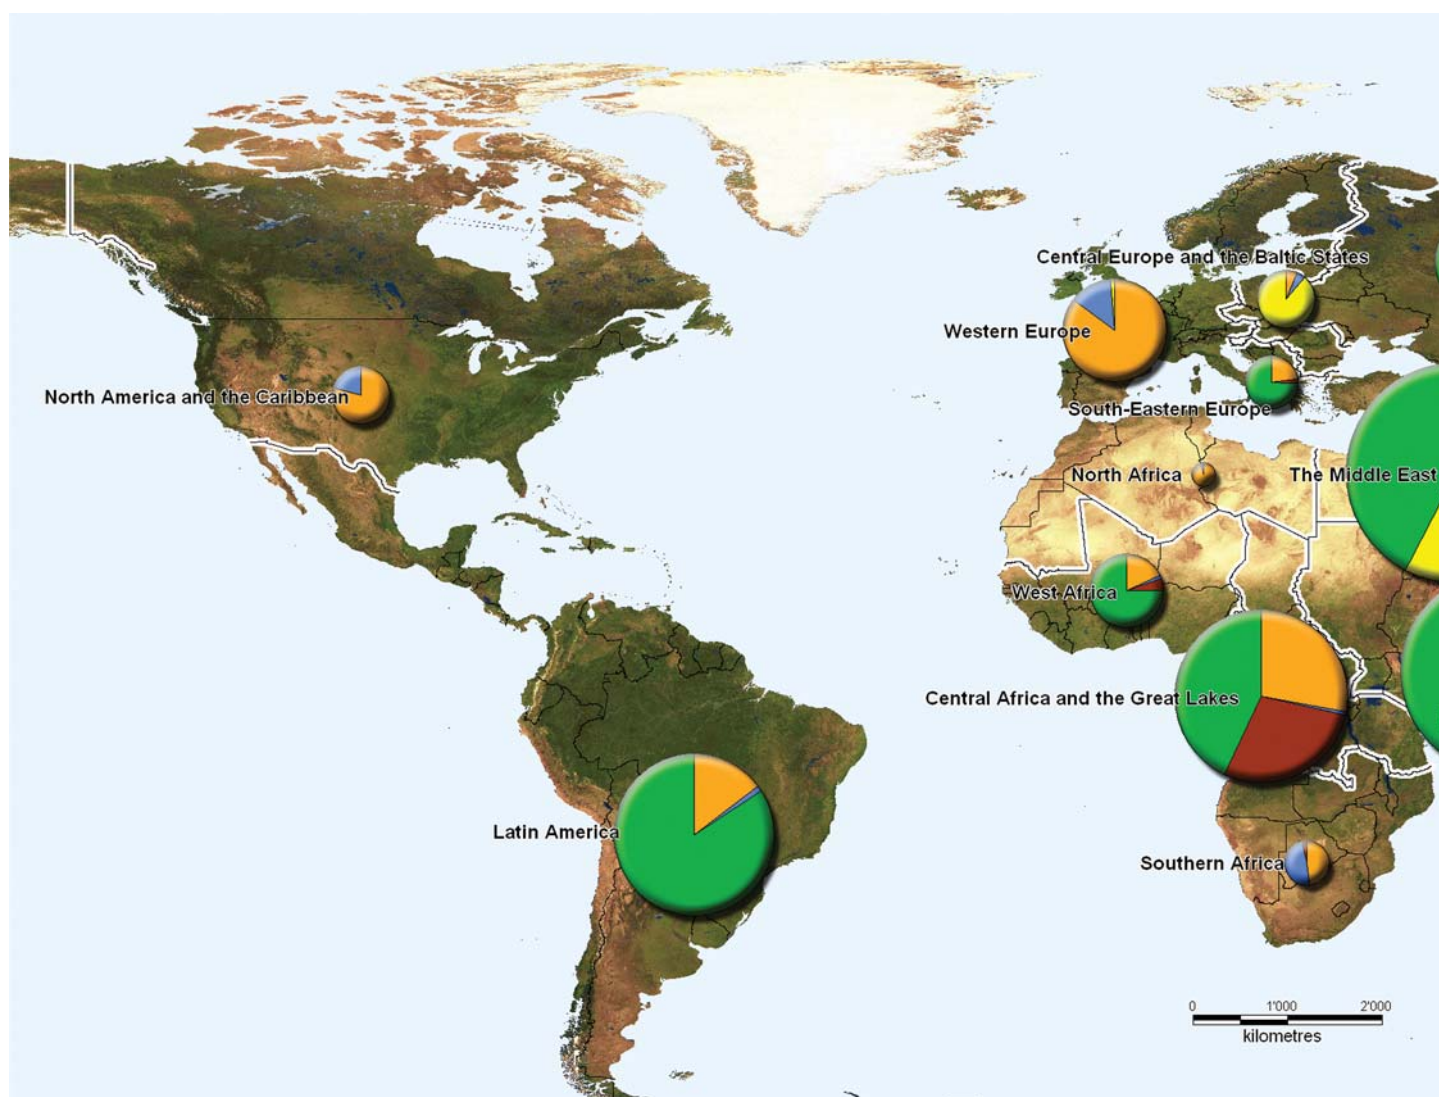 Central Europe and the Baltic States
Western Europe
North America and the Caribbean
South-Eastern Europe
North Africa
The Middle East
West Africa
Central Africa and the Great Lakes
Latin America
Southern Africa
0 1'000 2'000
kilometres